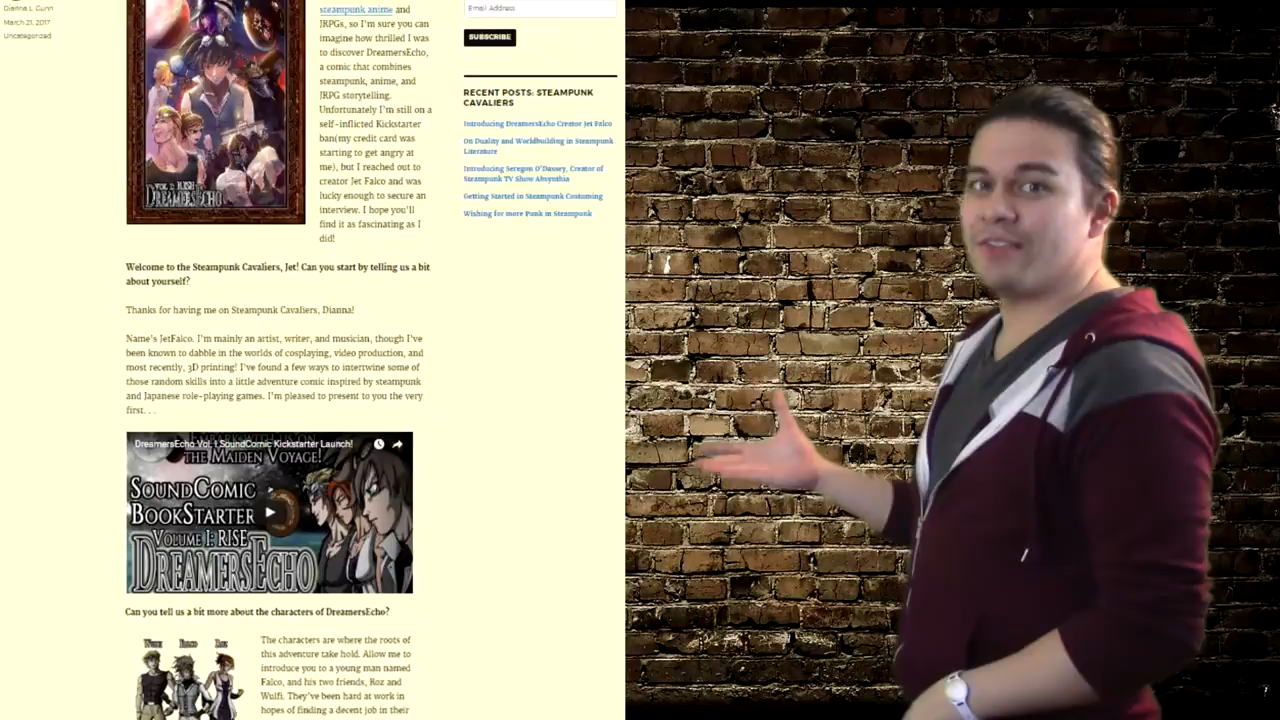 Dianna L. Gunn
March 21, 2017
Uncategorized
VOL 1: RISE
DREAMERSECHO
steampunk anime and
JRPGs, so I'm sure you can
imagine how thrilled I was
to discover DreamersEcho,
a comic that combines
steampunk, anime, and
JRPG storytelling.
Unfortunately I'm still on a
self-inflicted Kickstarter
ban(my credit card was
starting to get angry at
me), but I reached out to
creator Jet Falco and was
lucky enough to secure an
interview. I hope you'll
find it as fascinating as I
did!
Welcome to the Steampunk Cavaliers, Jet! Can you start by telling us a bit
about yourself?
Thanks for having me on Steampunk Cavaliers, Dianna!
Name's JetFalco. I'm mainly an artist, writer, and musician, though I've
been known to dabble in the worlds of cosplaying, video production, and
most recently, 3D printing! I've found a few ways to intertwine some of
those random skills into a little adventure comic inspired by steampunk
and Japanese role-playing games. I'm pleased to present to you the very
first. . .
DreamersEcho Vol. 1 SoundComic Kickstarter Launch!
THE MAIDEN VOYAGE!
SOUNDCOMIC
BOOKSTARTER
VOLUME I: RISE
DREAMERSECHO
Can you tell us a bit more about the characters of DreamersEcho?
WULFI FALCO ROZ
The characters are where the roots of
this adventure take hold. Allow me to
introduce you to a young man named
Falco, and his two friends, Roz and
Wulfi. They've been hard at work in
hopes of finding a decent job in their
Email Address
SUBSCRIBE
RECENT POSTS: STEAMPUNK
CAVALIERS
Introducing DreamersEcho Creator Jet Falco
On Duality and Worldbuilding in Steampunk
Literature
Introducing Seregon O'Dassey, Creator of
Steampunk TV Show Absynthia
Getting Started in Steampunk Costuming
Wishing for more Punk in Steampunk